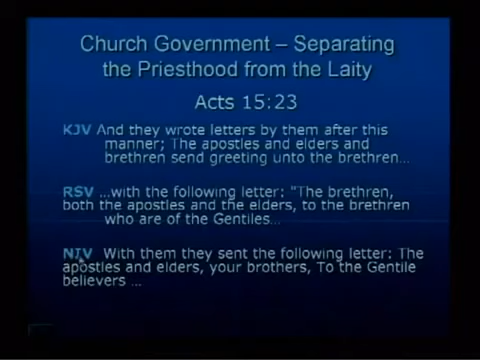 Church Government – Separating
the Priesthood from the Laity
Acts 15:23
KJV And they wrote letters by them after this
manner; The apostles and elders and
brethren send greeting unto the brethren...
RSV ...with the following letter: "The brethren,
both the apostles and the elders, to the brethren
who are of the Gentiles...
NIV With them they sent the following letter: The
apostles and elders, your brothers, To the Gentile
believers ...